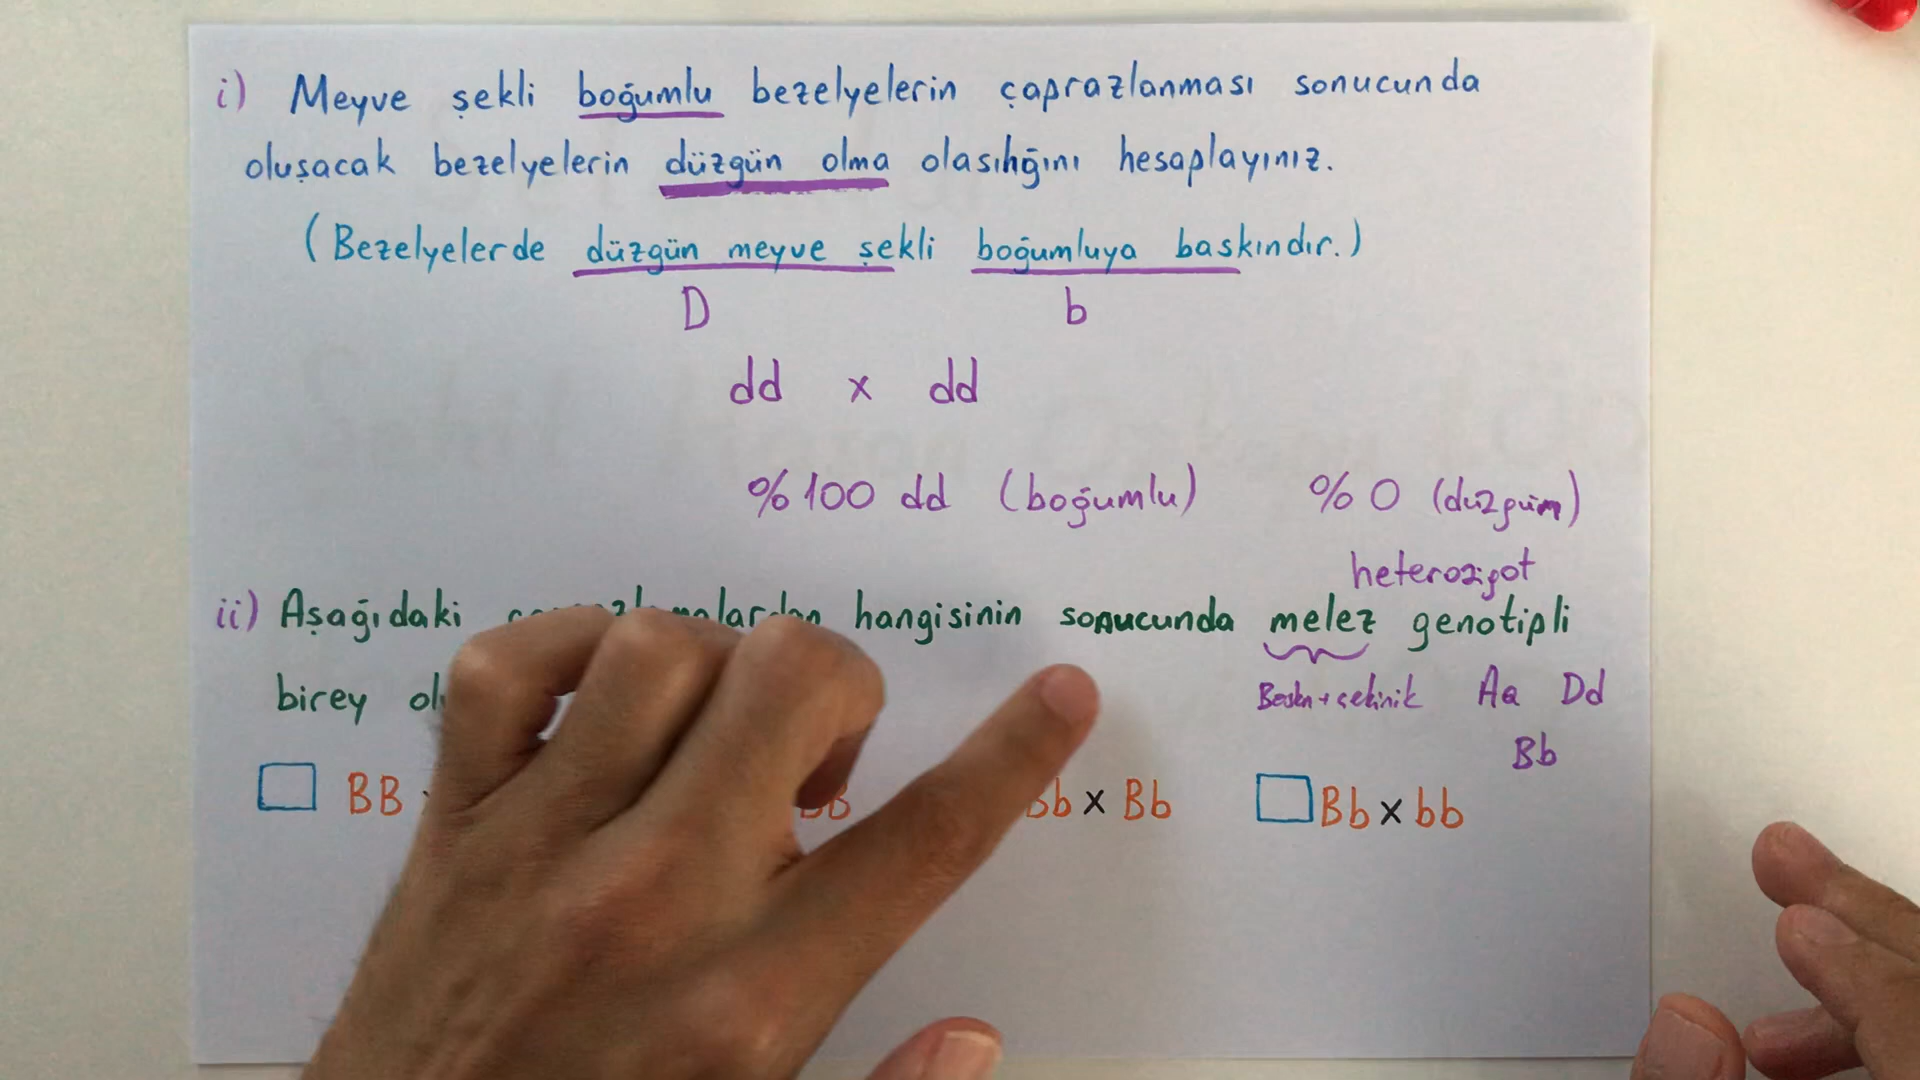 i) Meyve şekli boğumlu bezelyelerin çaprazlanması sonucunda
oluşacak bezelyelerin düzgün olma olasılığını hesaplayınız.
(Bezelyelerde düzgün meyve şekli boğumluya baskındır.)
D b
dd x dd
%100 dd (boğumlu) %0 (düzgün)
heterozigot
ii) Aşağıdaki hangisinin sonucunda melez genotipli
birey
Baskın + çekinik Aa Dd
Bb
BB BB Bb x Bb Bb x bb